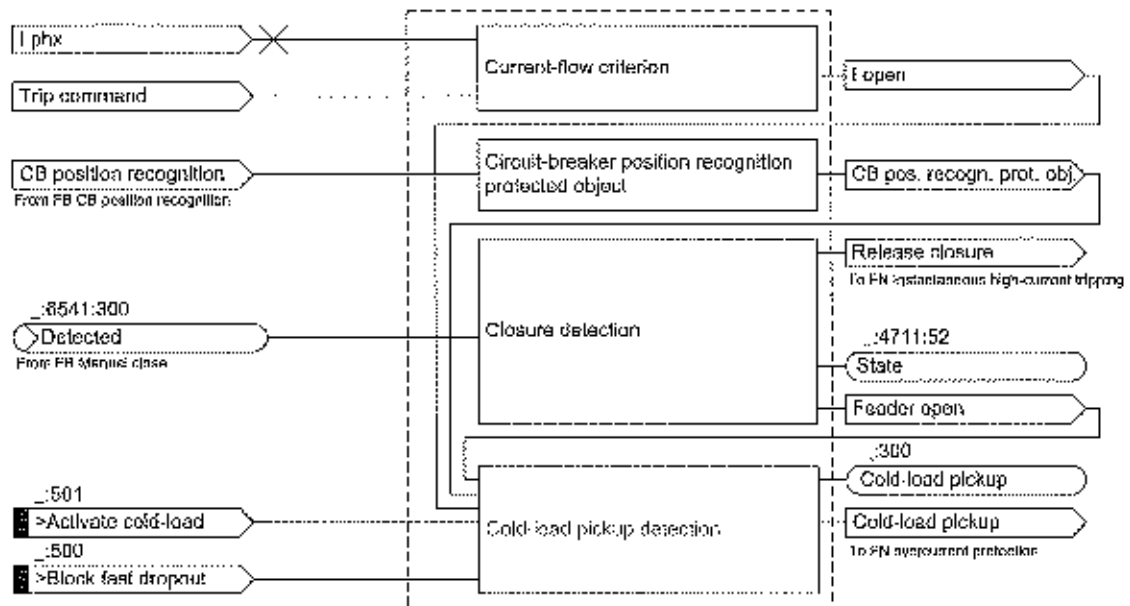 I phx
Current-flow criterion
I open
Trip command
CB position recognition
From FB CB position recognition
Circuit-breaker position recognition
protected object
CB pos. recogn. prot. obj.
Release closure
To FN instantaneous high-current tripping
_:6541:300
Detected
From FB Manual close
Closure detection
_:4711:52
State
Feeder open
_:300
Cold-load pickup
_:501
>Activate cold-load
Cold-load pickup detection
Cold-load pickup
To FN overcurrent protection
_:500
>Block fast dropout